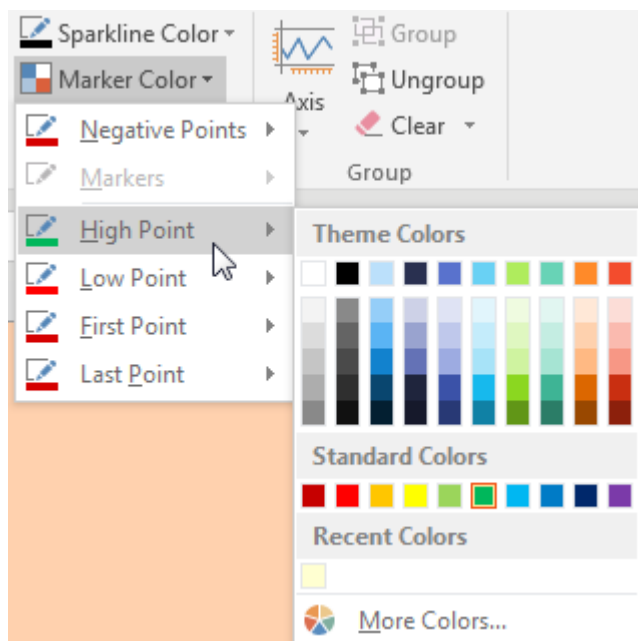 Sparkline Color
Marker Color
Axis
Group
Ungroup
Clear
Group
Negative Points
Markers
High Point
Low Point
First Point
Last Point
Theme Colors
Standard Colors
Recent Colors
More Colors...